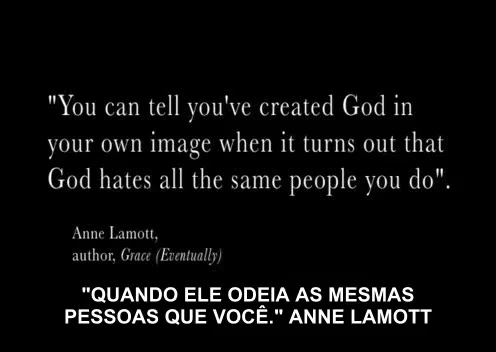 "You can tell you've created God in
your own image when it turns out that
God hates all the same people you do".
Anne Lamott,
author, Grace (Eventually)
"QUANDO ELE ODEIA AS MESMAS
PESSOAS QUE VOCÊ." ANNE LAMOTT